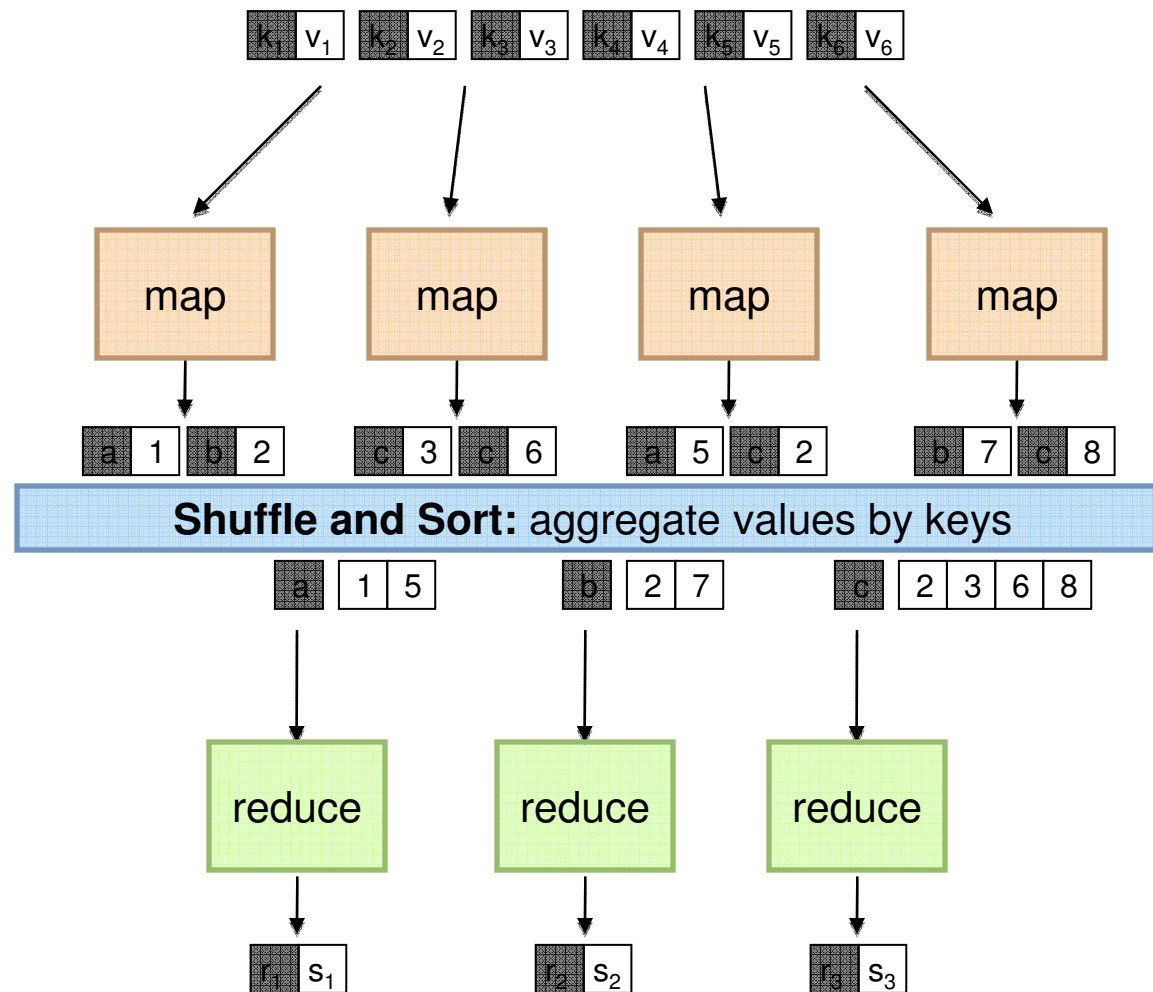 k1 v1 k2 v2 k3 v3 k4 v4 k5 v5 k6 v6
map map map map
a 1 b 2 c 3 c 6 a 5 c 2 b 7 c 8
Shuffle and Sort: aggregate values by keys
a 1 5 b 2 7 c 2 3 6 8
reduce reduce reduce
r1 s1 r2 s2 r3 s3